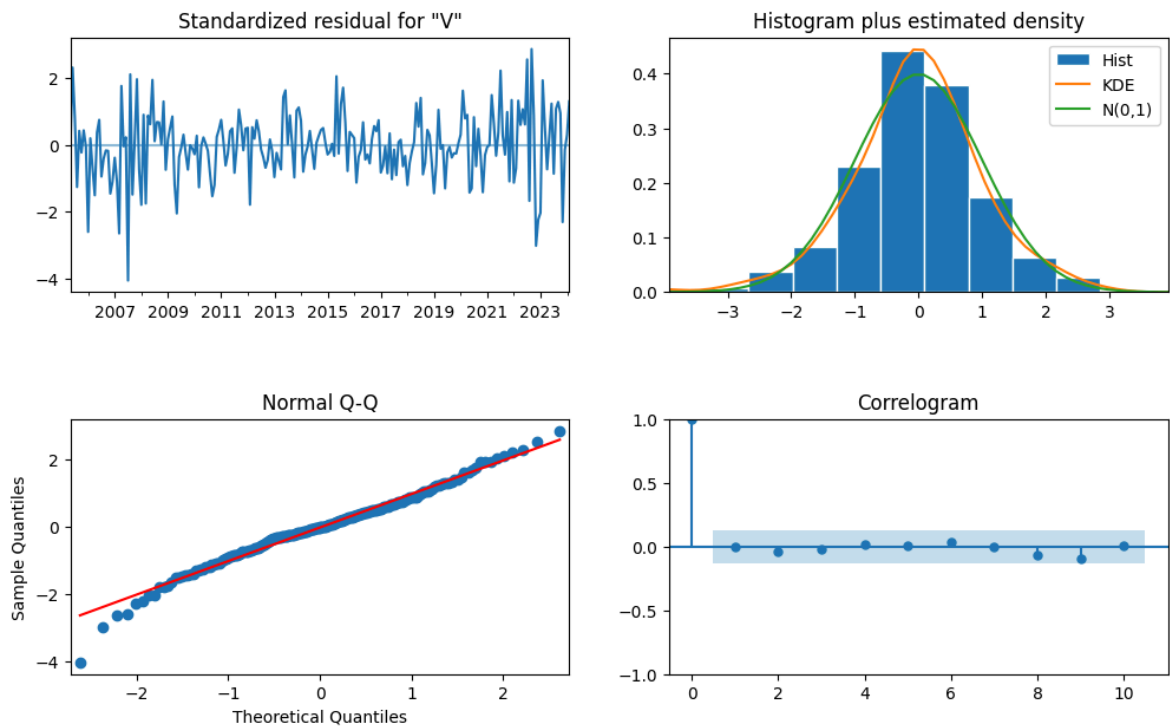 Standardized residual for "V"
2
0
−2
−4
2007 2009 2011 2013 2015 2017 2019 2021 2023
Histogram plus estimated density
Hist
KDE
N(0,1)
0.4
0.3
0.2
0.1
0.0
−3 −2 −1 0 1 2 3
Normal Q-Q
Sample Quantiles
2
0
−2
−4
−2 −1 0 1 2
Theoretical Quantiles
Correlogram
1.0
0.5
0.0
−0.5
−1.0
0 2 4 6 8 10